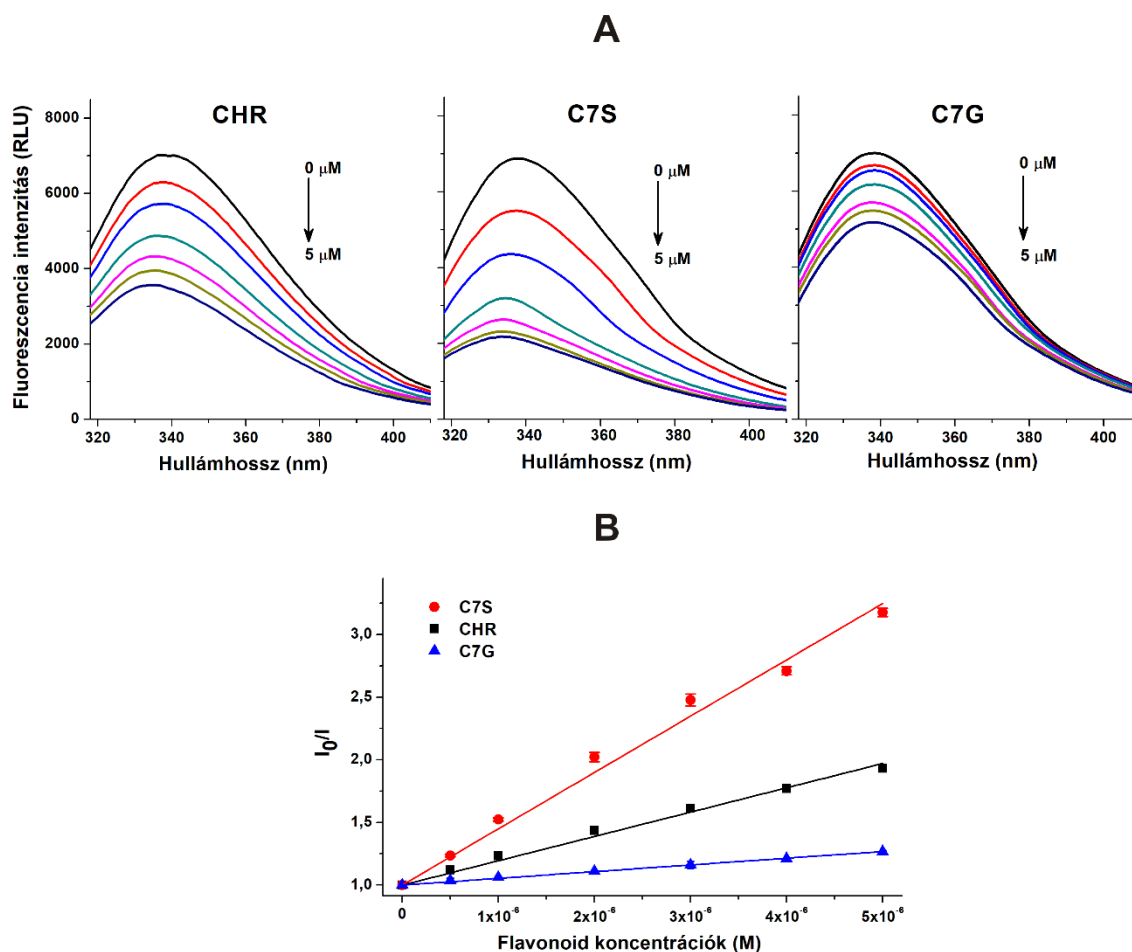 A
CHR
C7S
C7G
Fluoreszcencia intenzitás (RLU)
8000
6000
4000
2000
0
0 μM
5 μM
0 μM
5 μM
0 μM
5 μM
320 340 360 380 400
320 340 360 380 400
320 340 360 380 400
Hullámhossz (nm)
Hullámhossz (nm)
Hullámhossz (nm)
B
C7S
CHR
C7G
I₀/I
3,0
2,5
2,0
1,5
1,0
0 1x10⁻⁶ 2x10⁻⁶ 3x10⁻⁶ 4x10⁻⁶ 5x10⁻⁶
Flavonoid koncentrációk (M)